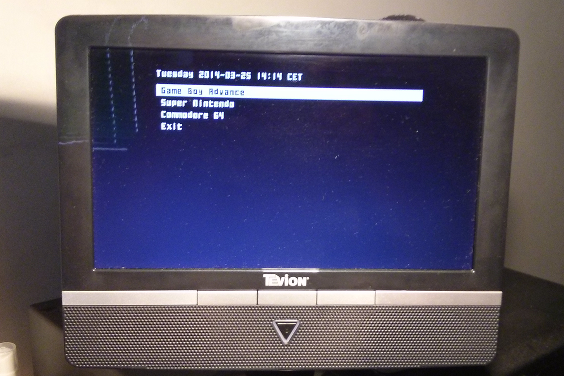 Tuesday 2014-03-25 14:14 CET
Game Boy Advance
Super Nintendo
Commodore 64
Exit
TEVION